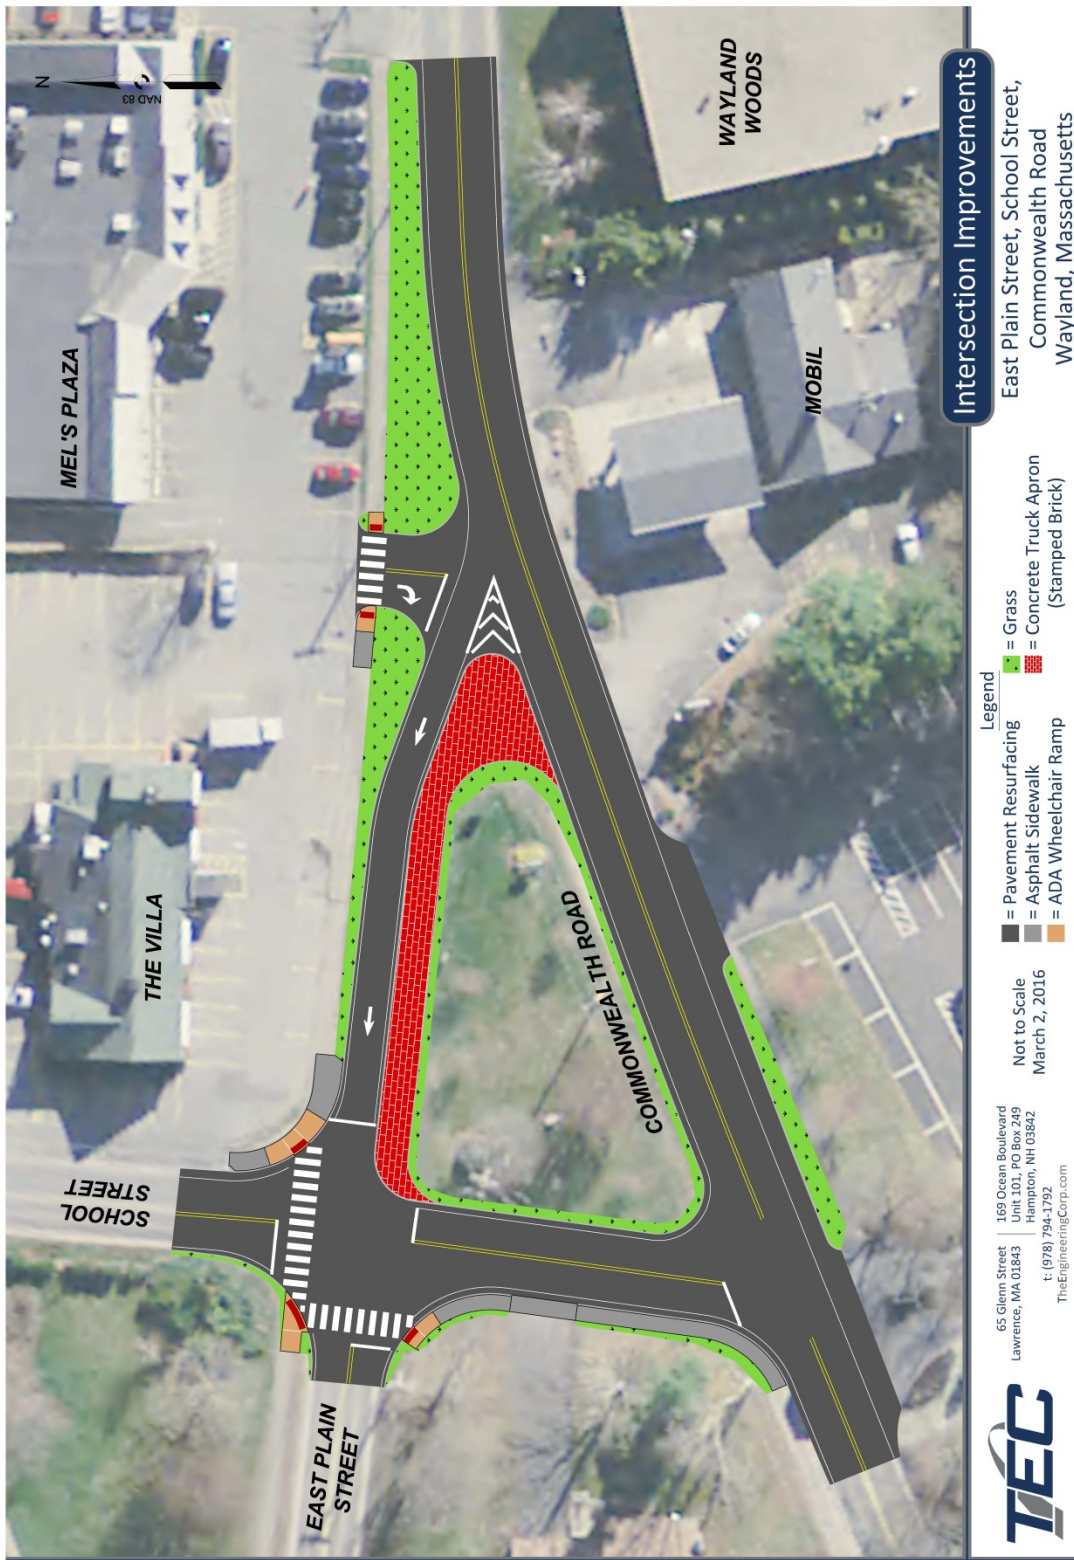 N
NAD 83
MEL'S PLAZA
WAYLAND
WOODS
THE VILLA
MOBIL
SCHOOL
STREET
COMMONWEALTH ROAD
EAST PLAIN
STREET
TEC
65 Glenn Street
Lawrence, MA 01843
169 Ocean Boulevard
Unit 101, PO Box 249
Hampton, NH 03842
t: (978) 794-1792
TheEngineeringCorp.com
Not to Scale
March 2, 2016
Legend
= Pavement Resurfacing
= Asphalt Sidewalk
= ADA Wheelchair Ramp
= Grass
= Concrete Truck Apron
(Stamped Brick)
Intersection Improvements
East Plain Street, School Street,
Commonwealth Road
Wayland, Massachusetts